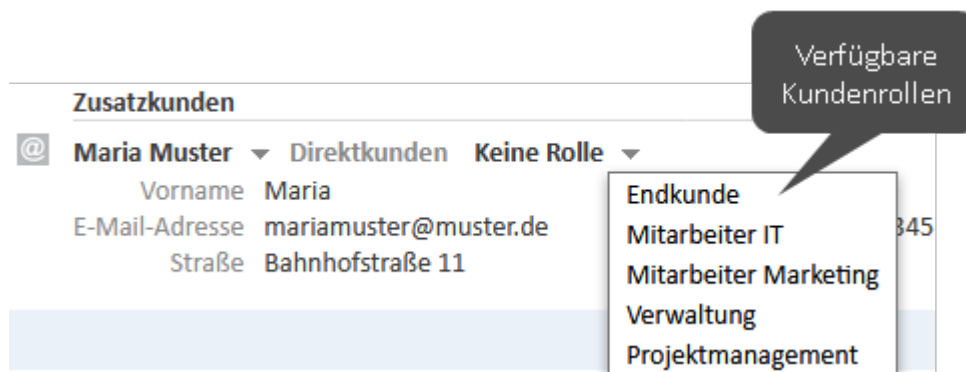 Verfügbare
Kundenrollen
Zusatzkunden
@ Maria Muster Direktkunden Keine Rolle
Vorname Maria
E-Mail-Adresse mariamuster@muster.de
345
Straße Bahnhofstraße 11
Endkunde
Mitarbeiter IT
Mitarbeiter Marketing
Verwaltung
Projektmanagement